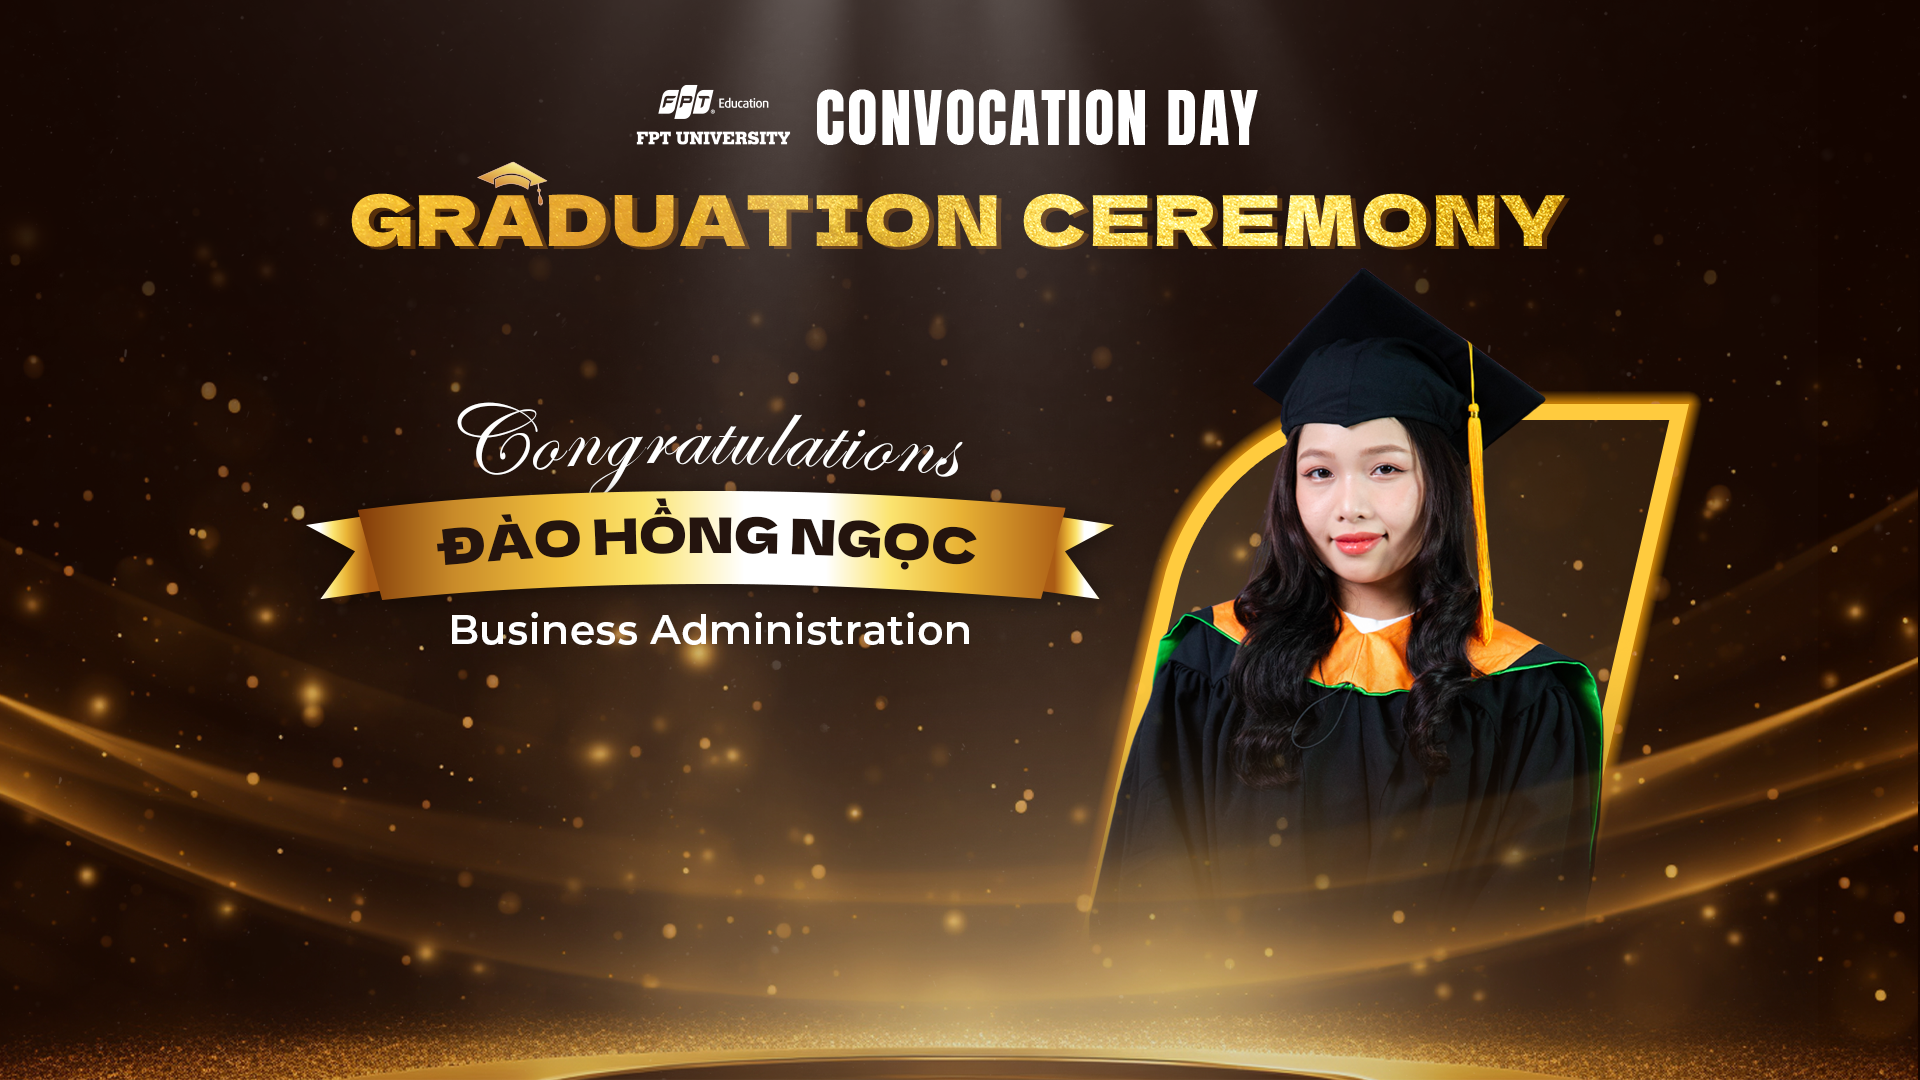 FPT Education
FPT UNIVERSITY
CONVOCATION DAY
GRADUATION CEREMONY
Congratulations
ĐÀO HỒNG NGỌC
Business Administration